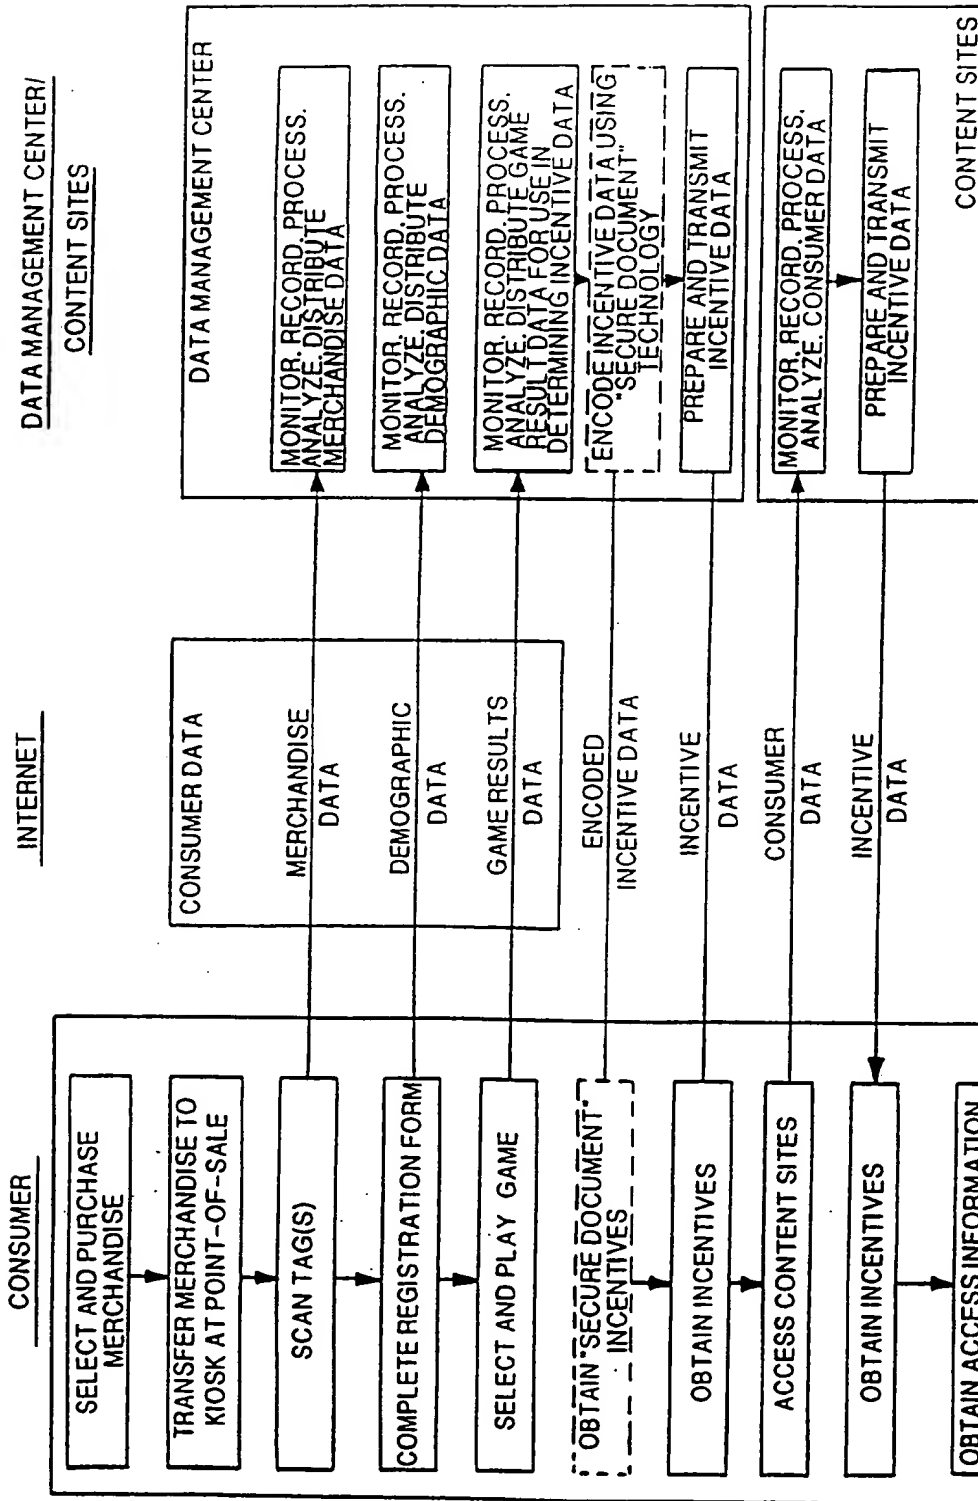 CONSUMER
SELECT AND PURCHASE
MERCHANDISE
TRANSFER MERCHANDISE TO
KIOSK AT POINT-OF-SALE
SCAN TAG(S)
COMPLETE REGISTRATION FORM
SELECT AND PLAY GAME
OBTAIN "SECURE DOCUMENT"
INCENTIVES
OBTAIN INCENTIVES
ACCESS CONTENT SITES
OBTAIN INCENTIVES
OBTAIN ACCESS INFORMATION
INTERNET
CONSUMER DATA
MERCHANDISE
DATA
DEMOGRAPHIC
DATA
GAME RESULTS
DATA
ENCODED
INCENTIVE DATA
INCENTIVE
DATA
CONSUMER
DATA
INCENTIVE
DATA
DATA MANAGEMENT CENTER/
CONTENT SITES
DATA MANAGEMENT CENTER
MONITOR, RECORD, PROCESS,
ANALYZE, DISTRIBUTE
MERCHANDISE DATA
MONITOR, RECORD, PROCESS,
ANALYZE, DISTRIBUTE
DEMOGRAPHIC DATA
MONITOR, RECORD, PROCESS,
ANALYZE, DISTRIBUTE GAME
RESULT DATA FOR USE IN
DETERMINING INCENTIVE DATA
ENCODE INCENTIVE DATA USING
"SECURE DOCUMENT"
TECHNOLOGY
PREPARE AND TRANSMIT
INCENTIVE DATA
MONITOR, RECORD, PROCESS,
ANALYZE, CONSUMER DATA
PREPARE AND TRANSMIT
INCENTIVE DATA
CONTENT SITES